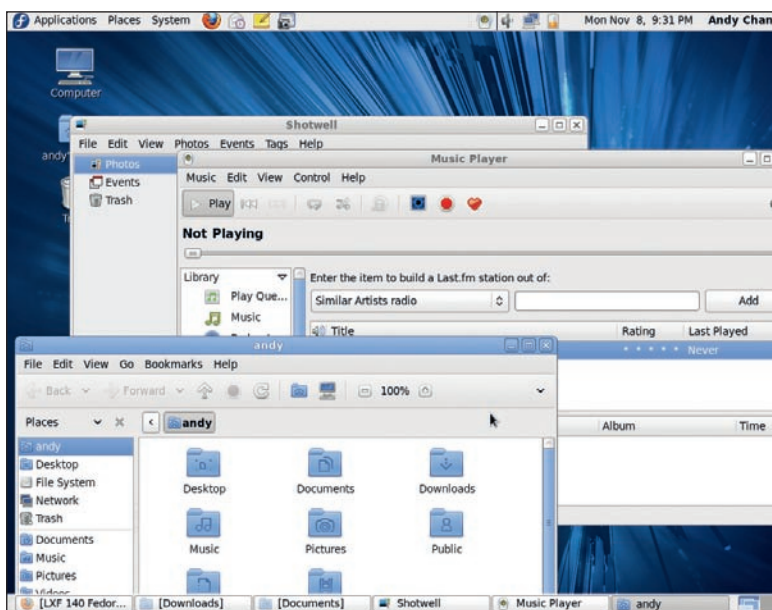 Applications Places System Mon Nov 8, 9:31 PM Andy Chan
Computer
Shotwell
File Edit View Photos Events Tags Help
Photos
Events
Trash
Music Player
Music Edit View Control Help
Play
Not Playing
Library
Play Que...
Music
Enter the item to build a Last.fm station out of:
Similar Artists radio
Add
Title Rating Last Played
Never
Album Time
andy
File Edit View Go Bookmarks Help
Back Forward 100%
Places andy
andy
Desktop
File System
Network
Trash
Documents
Music
Pictures
Videos
Desktop Documents Downloads
Music Pictures Public
[LXF 140 Fedor... [Downloads] [Documents] Shotwell Music Player andy